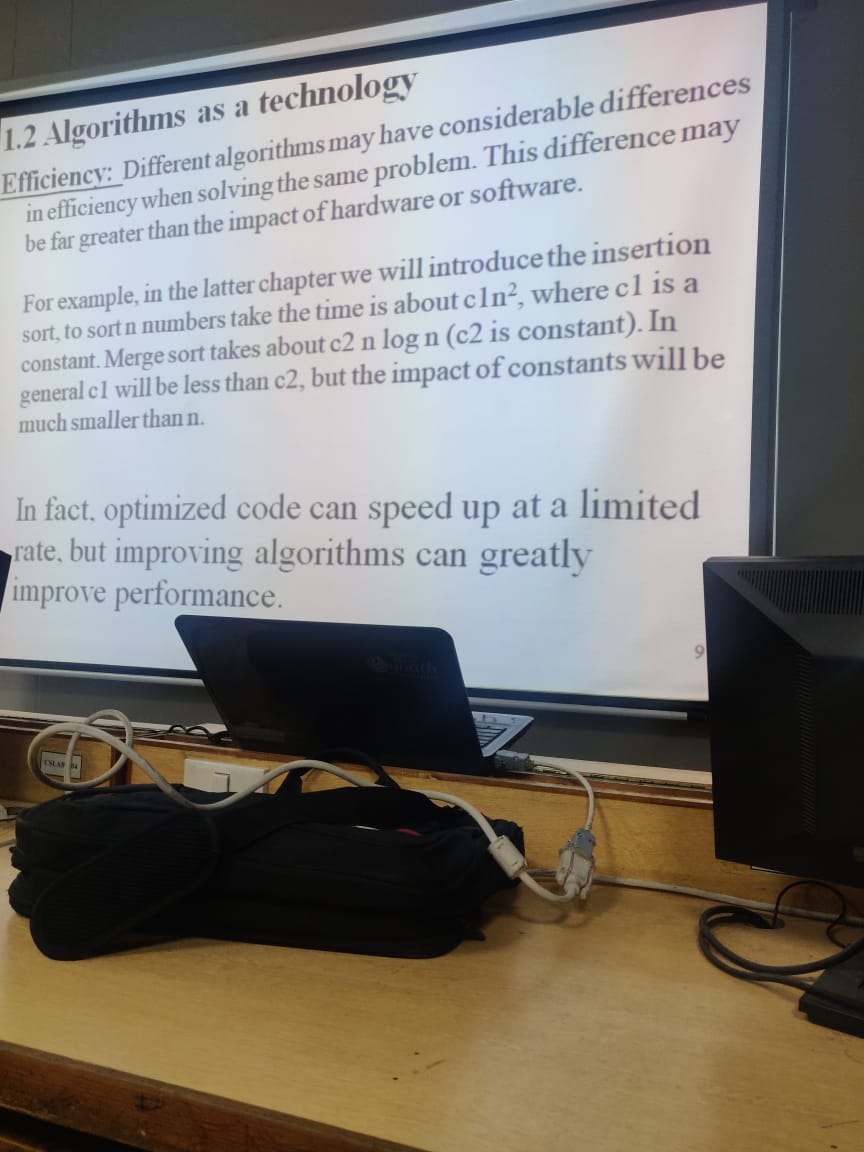 1.2 Algorithms as a technology
Efficiency: Different algorithms may have considerable differences
in efficiency when solving the same problem. This difference may
be far greater than the impact of hardware or software.
For example, in the latter chapter we will introduce the insertion
sort, to sort n numbers take the time is about c1n², where c1 is a
constant. Merge sort takes about c2 n log n (c2 is constant). In
general c1 will be less than c2, but the impact of constants will be
much smaller than n.
In fact, optimized code can speed up at a limited
rate, but improving algorithms can greatly
improve performance.
9